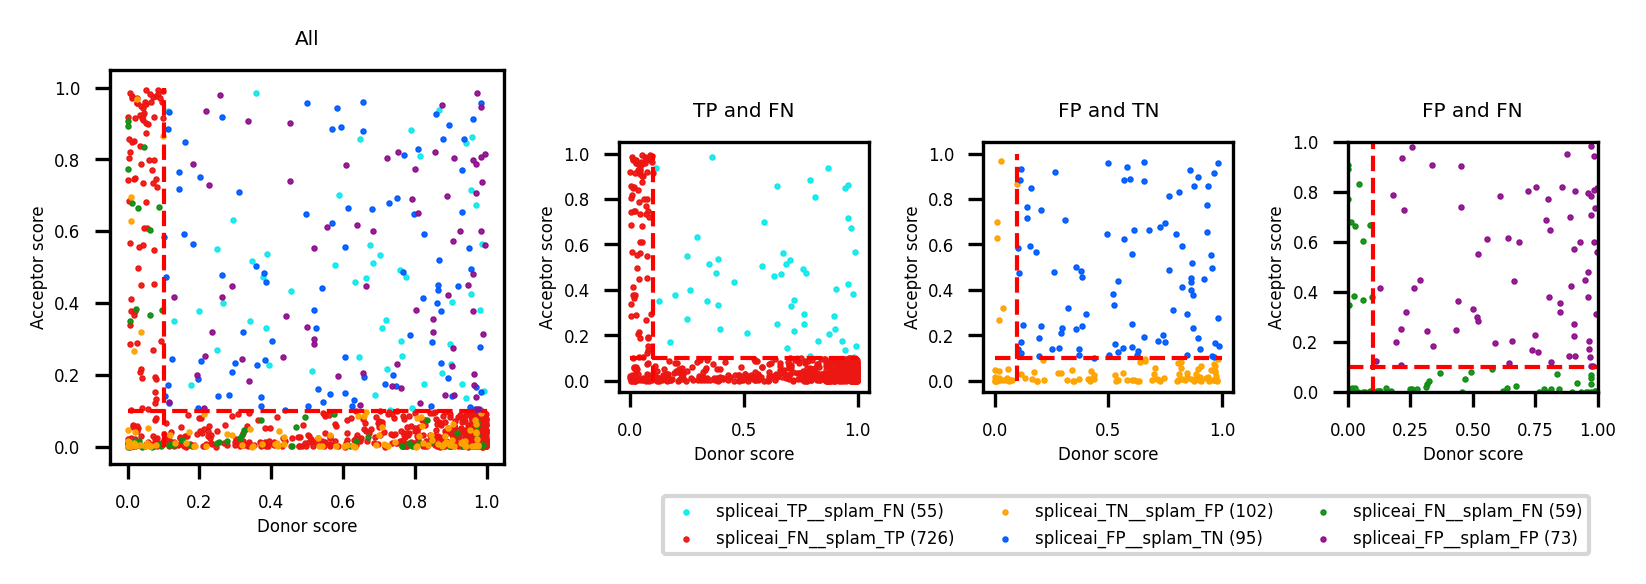 All
1.0
0.8
0.6
0.4
0.2
0.0
Acceptor score
0.0 0.2 0.4 0.6 0.8 1.0
Donor score
TP and FN
1.0
0.8
0.6
0.4
0.2
0.0
Acceptor score
0.0 0.5 1.0
Donor score
FP and TN
1.0
0.8
0.6
0.4
0.2
0.0
Acceptor score
0.0 0.5 1.0
Donor score
FP and FN
1.0
0.8
0.6
0.4
0.2
0.0
Acceptor score
0.00 0.25 0.50 0.75 1.00
Donor score
spliceai_TP__splam_FN (55) spliceai_TN__splam_FP (102) spliceai_FN__splam_FN (59)
spliceai_FN__splam_TP (726) spliceai_FP__splam_TN (95) spliceai_FP__splam_FP (73)